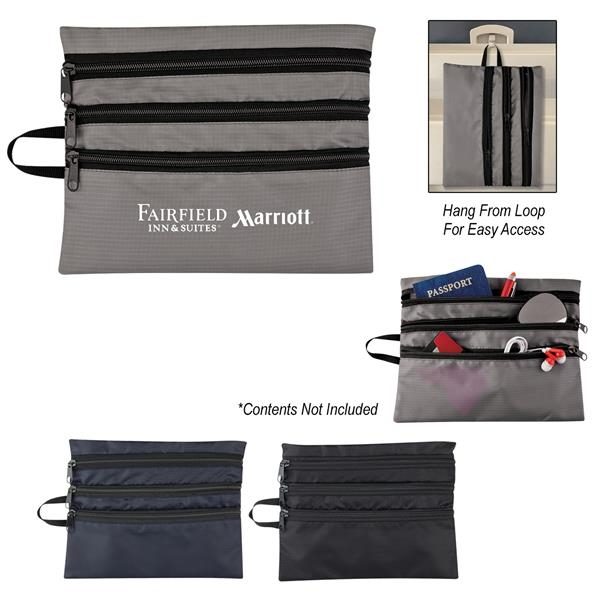 FAIRFIELD
INN & SUITES®
Marriott®
Hang From Loop
For Easy Access
PASSPORT
*Contents Not Included